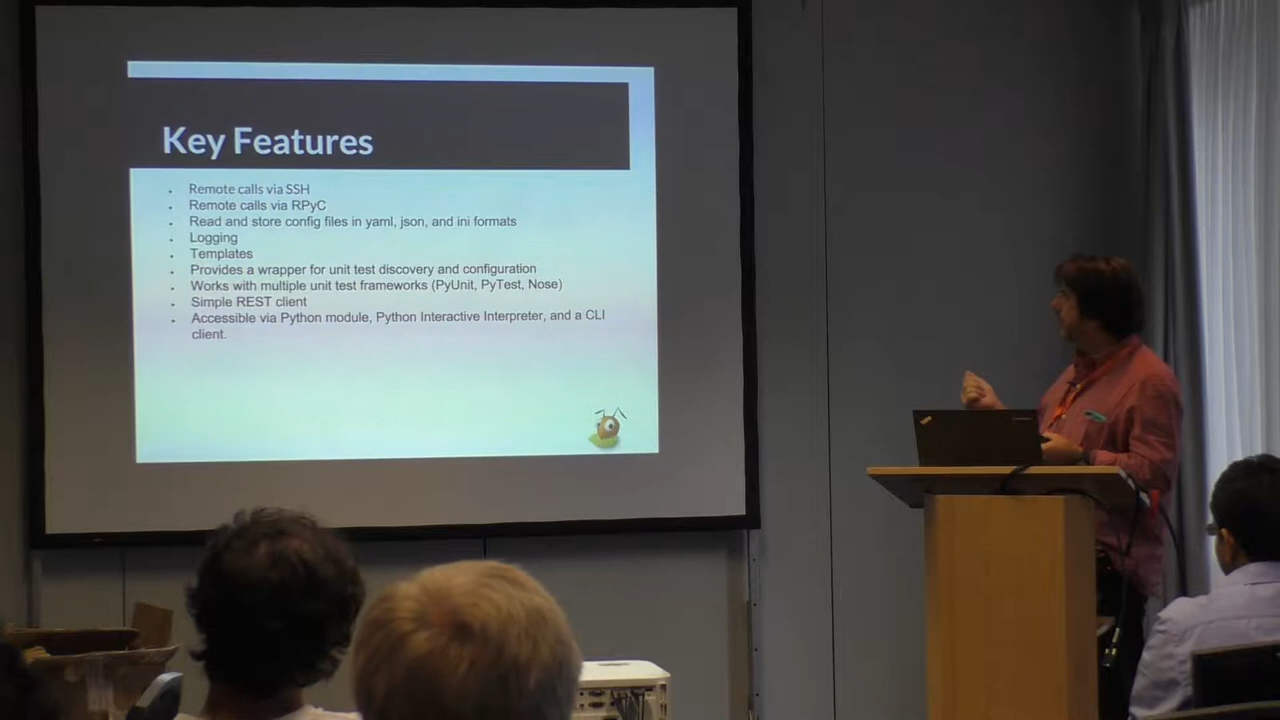 Key Features
Remote calls via SSH
Remote calls via RPyC
Read and store config files in yaml, json, and ini formats
Logging
Templates
Provides a wrapper for unit test discovery and configuration
Works with multiple unit test frameworks (PyUnit, PyTest, Nose)
Simple REST client
Accessible via Python module, Python Interactive Interpreter, and a CLI
client.